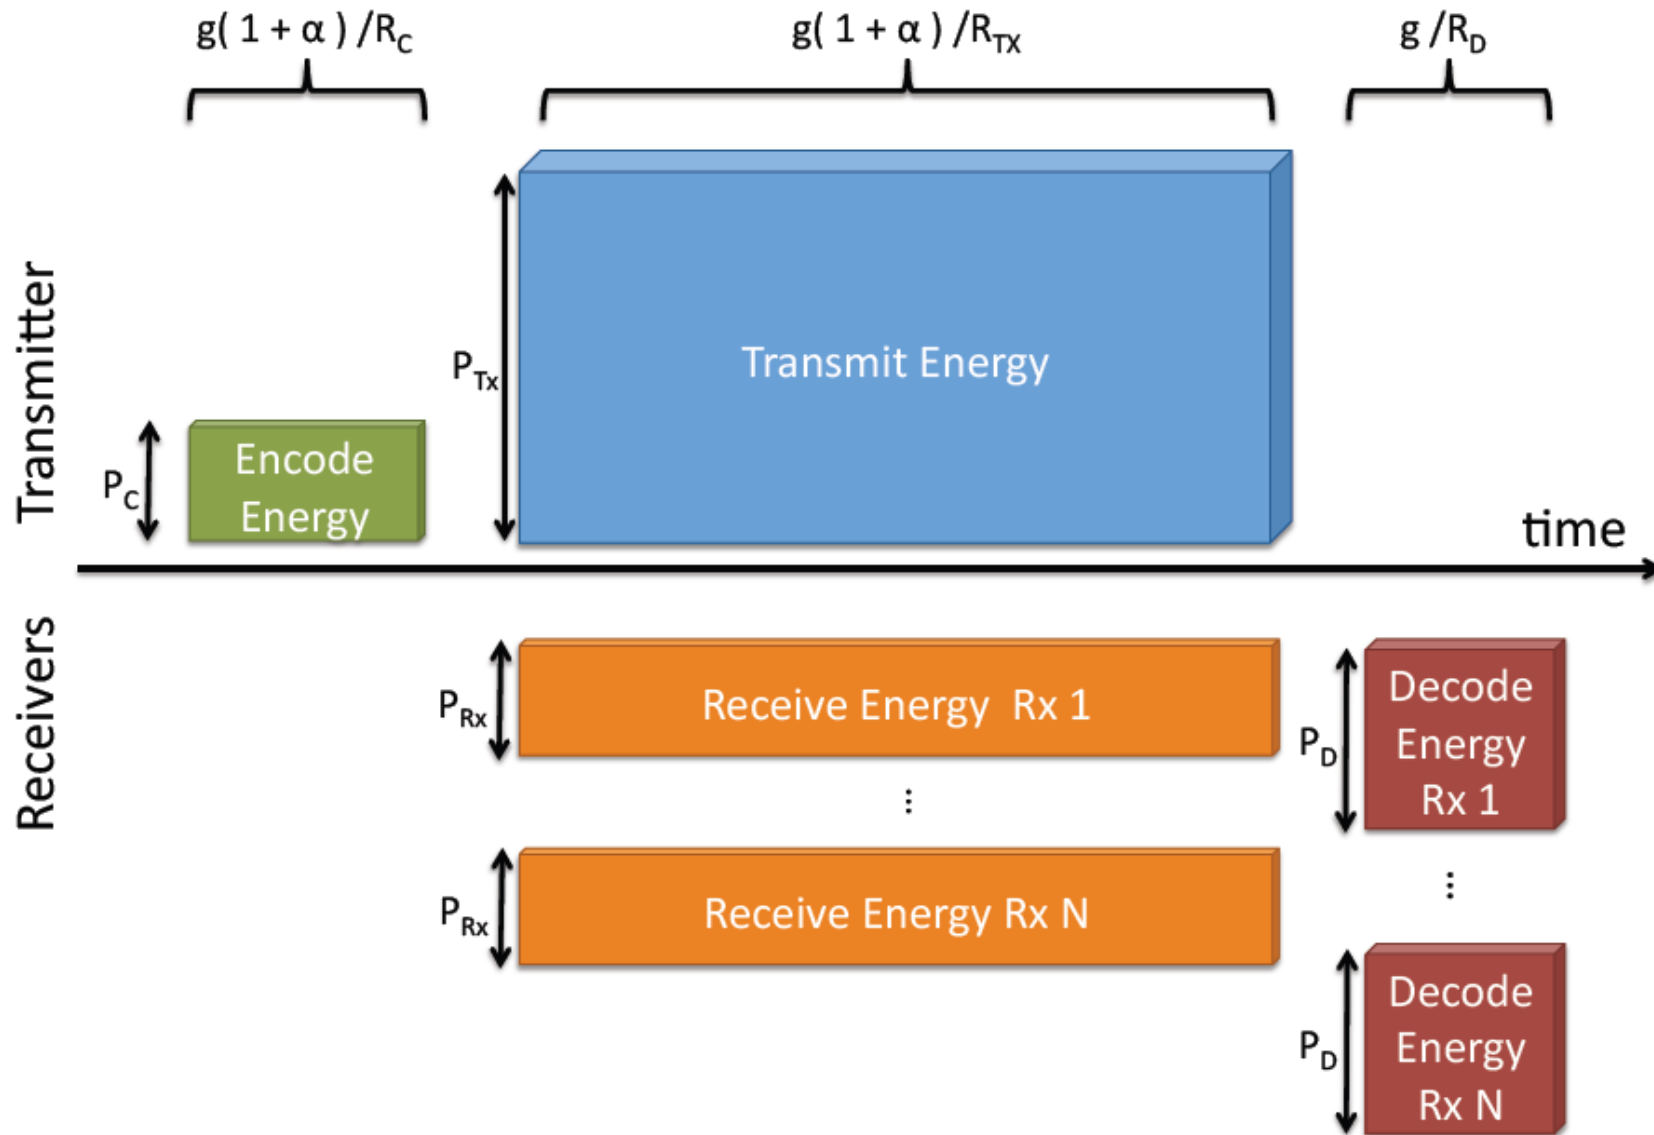 g( 1 + α ) /R_C
g( 1 + α ) /R_TX
g /R_D
Transmitter
P_Tx
Transmit Energy
P_C
Encode
Energy
time
Receivers
P_Rx
Receive Energy Rx 1
P_D
Decode
Energy
Rx 1
...
P_Rx
Receive Energy Rx N
...
P_D
Decode
Energy
Rx N